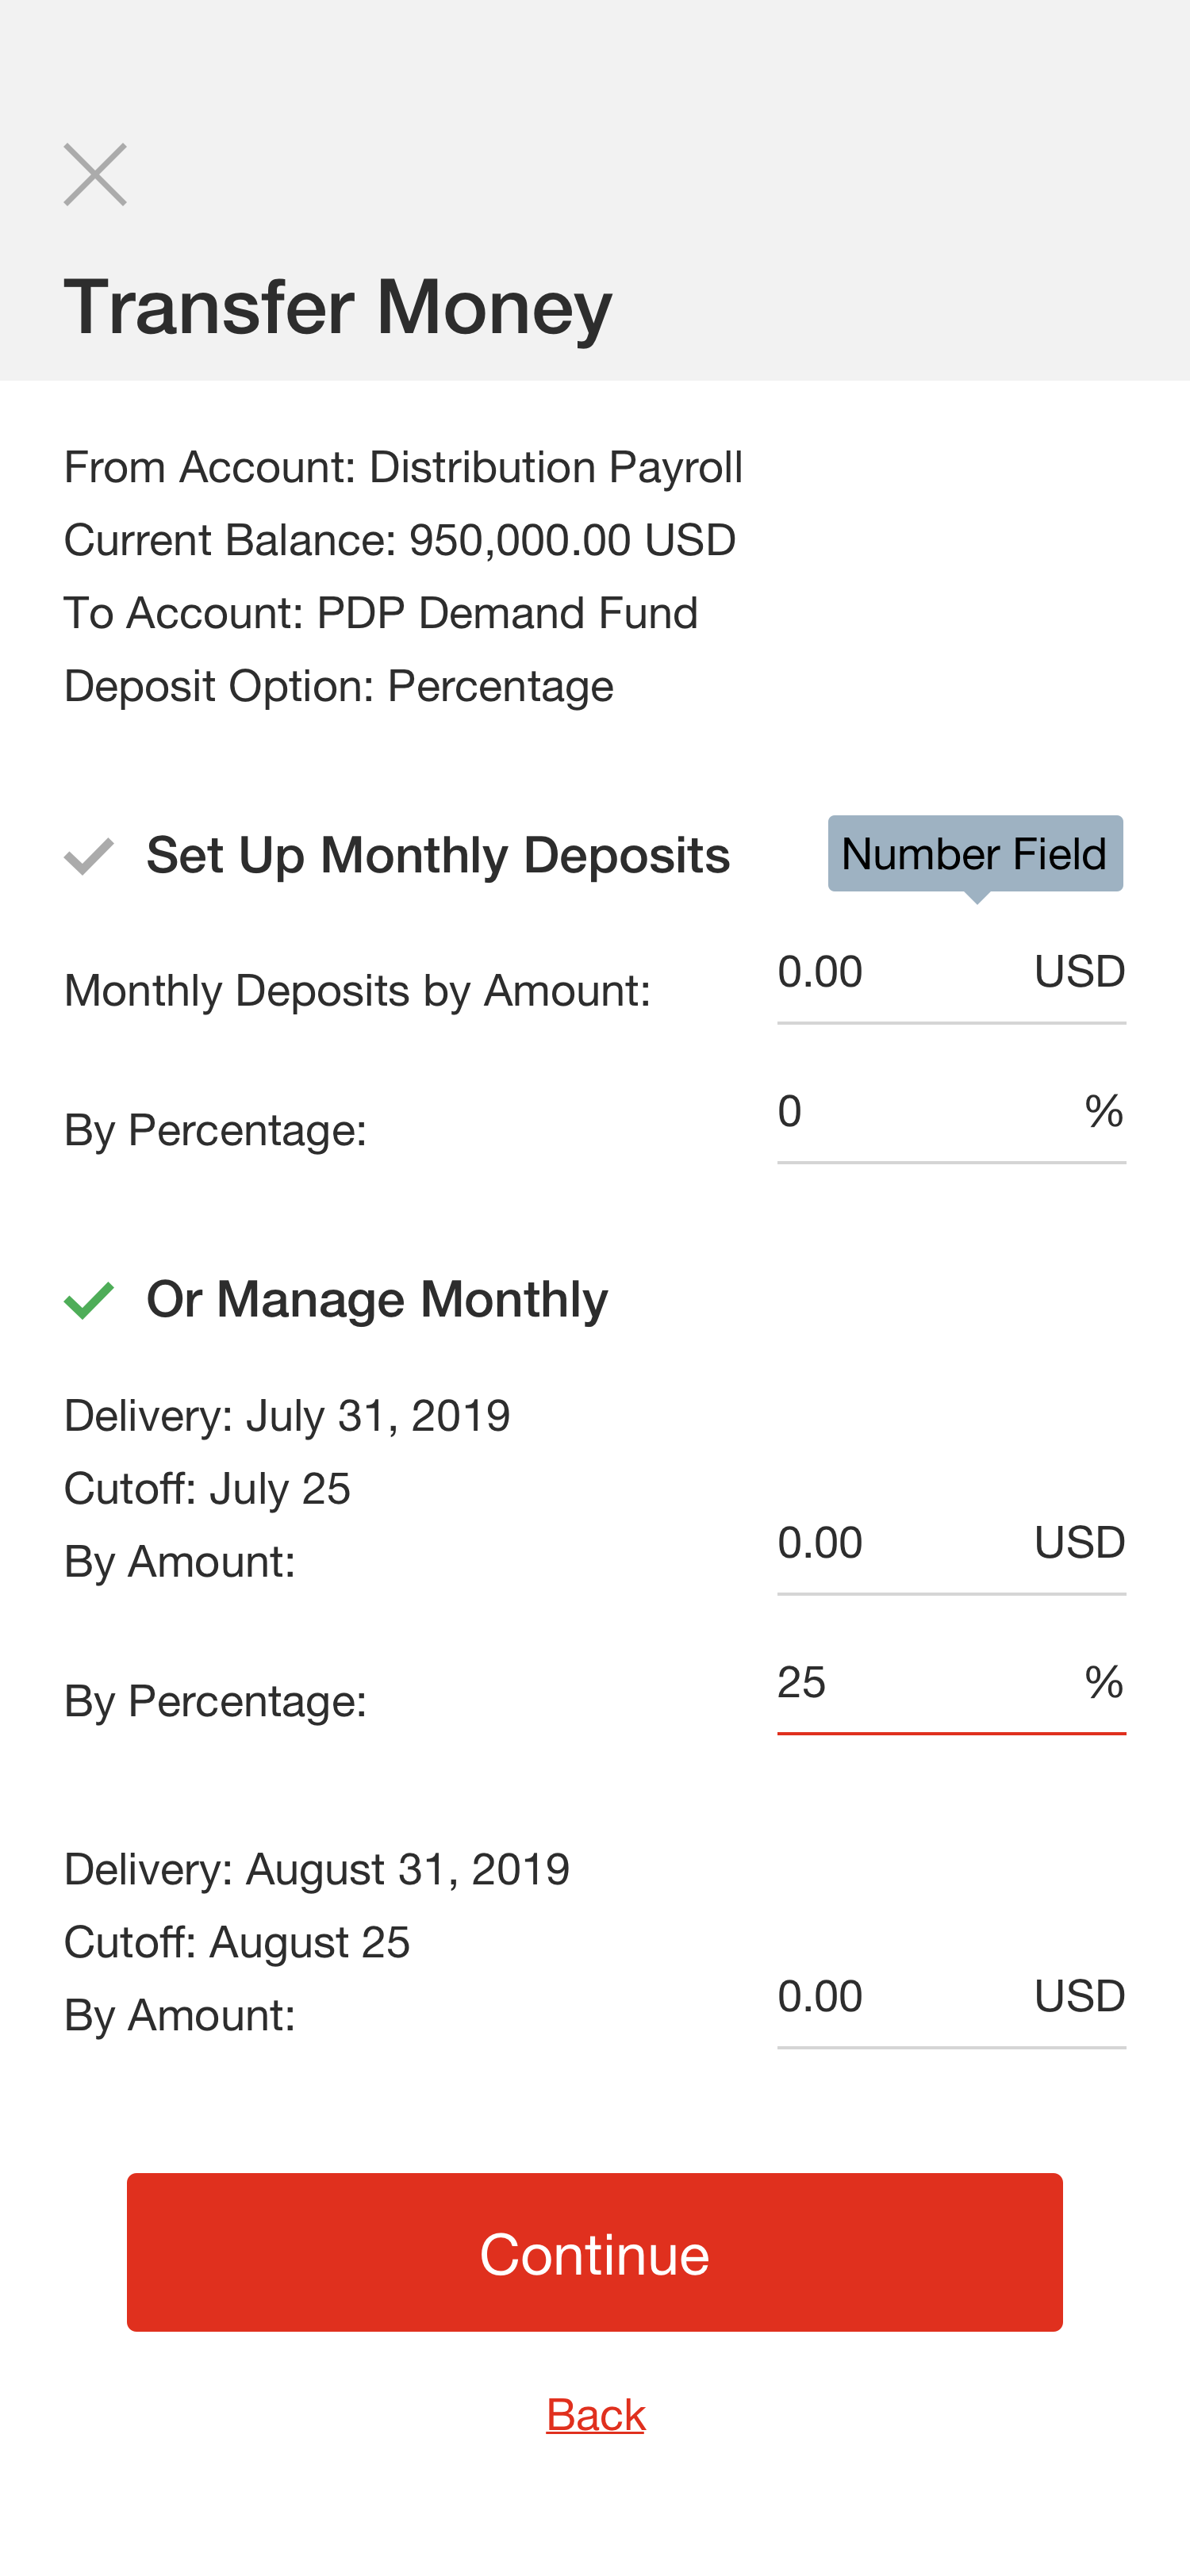 Transfer Money
From Account: Distribution Payroll
Current Balance: 950,000.00 USD
To Account: PDP Demand Fund
Deposit Option: Percentage
Set Up Monthly Deposits
Number Field
Monthly Deposits by Amount: 0.00 USD
By Percentage: 0 %
Or Manage Monthly
Delivery: July 31, 2019
Cutoff: July 25
By Amount: 0.00 USD
By Percentage: 25 %
Delivery: August 31, 2019
Cutoff: August 25
By Amount: 0.00 USD
Continue
Back